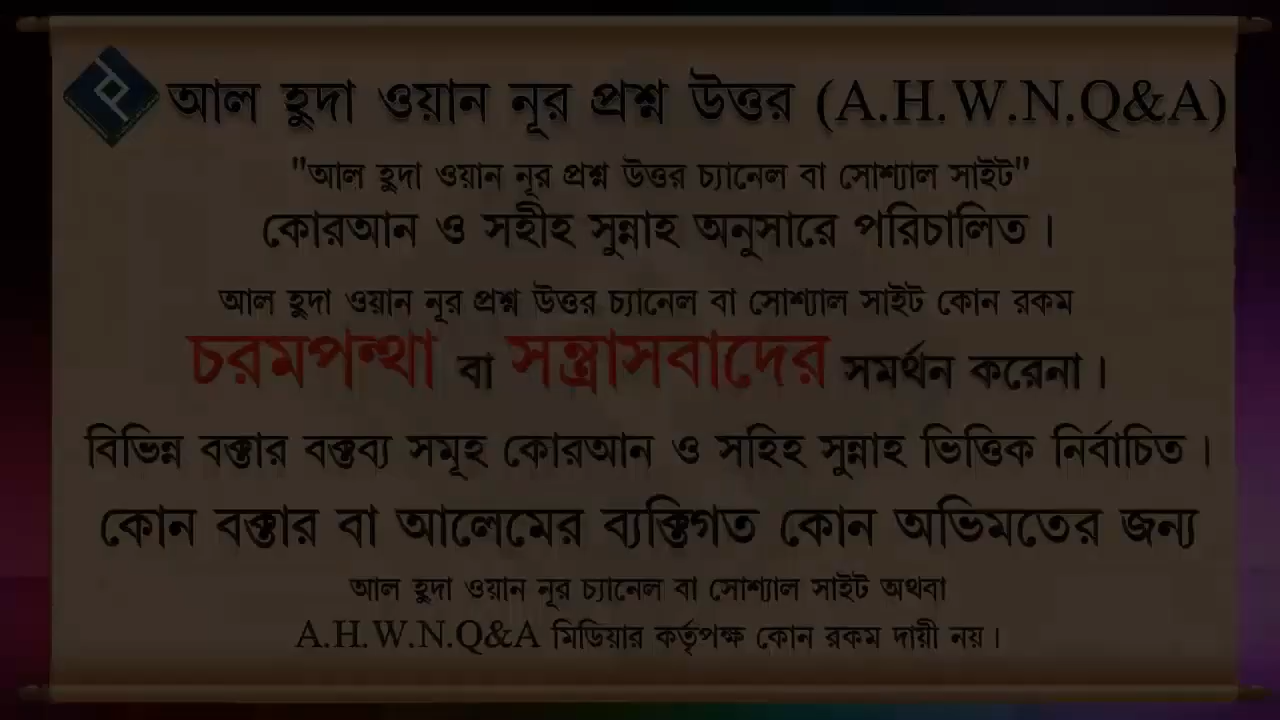 আল হুদা ওয়ান নূর প্রশ্ন উত্তর (A.H.W.N.Q&A)
"আল হুদা ওয়ান নূর প্রশ্ন উত্তর চ্যানেল বা সোশ্যাল সাইট"
কোরআন ও সহীহ সুন্নাহ অনুসারে পরিচালিত ।
আল হুদা ওয়ান নূর প্রশ্ন উত্তর চ্যানেল বা সোশ্যাল সাইট কোন রকম
চরমপন্থা বা সন্ত্রাসবাদের সমর্থন করেনা ।
বিভিন্ন বক্তার বক্তব্য সমূহ কোরআন ও সহিহ সুন্নাহ ভিত্তিক নির্বাচিত ।
কোন বক্তার বা আলেমের ব্যক্তিগত কোন অভিমতের জন্য
আল হুদা ওয়ান নূর চ্যানেল বা সোশ্যাল সাইট অথবা
A.H.W.N.Q&A মিডিয়ার কর্তৃপক্ষ কোন রকম দায়ী নয় ।